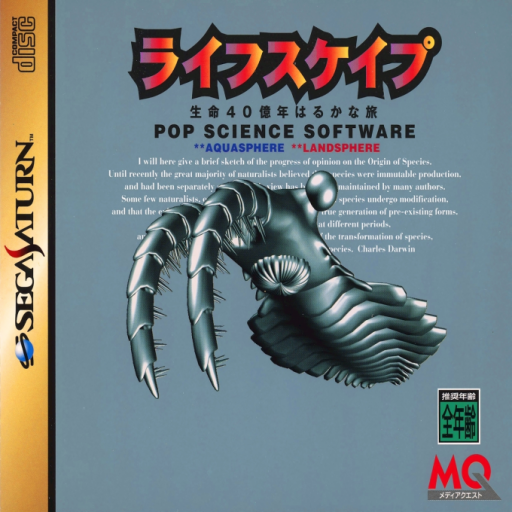 COMPACT
disc
SEGA SATURN™
ライフスケイプ
生命40億年はるかな旅
POP SCIENCE SOFTWARE
**AQUASPHERE **LANDSPHERE
I will here give a brief sketch of the progress of opinion on the Origin of Species.
Until recently the great majority of naturalists believed species were immutable production,
and had been separately view has maintained by many authors.
Some few naturalists, species undergo modification,
and that the generation of pre-existing forms.
at different periods.
the transformation of species.
Charles Darwin
推奨年齢
全年齢
MQ
メディアクエスト